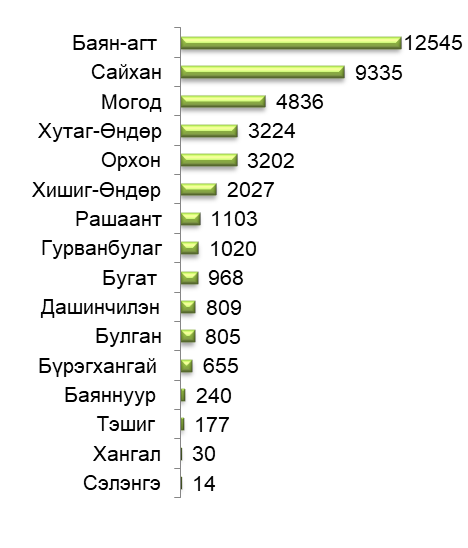 Баян-агт 12545
Сайхан 9335
Могод 4836
Хутаг-Өндөр 3224
Орхон 3202
Хишиг-Өндөр 2027
Рашаант 1103
Гурванбулаг 1020
Бугат 968
Дашинчилэн 809
Булган 805
Бүрэгхангай 655
Баяннуур 240
Тэшиг 177
Хангал 30
Сэлэнгэ 14